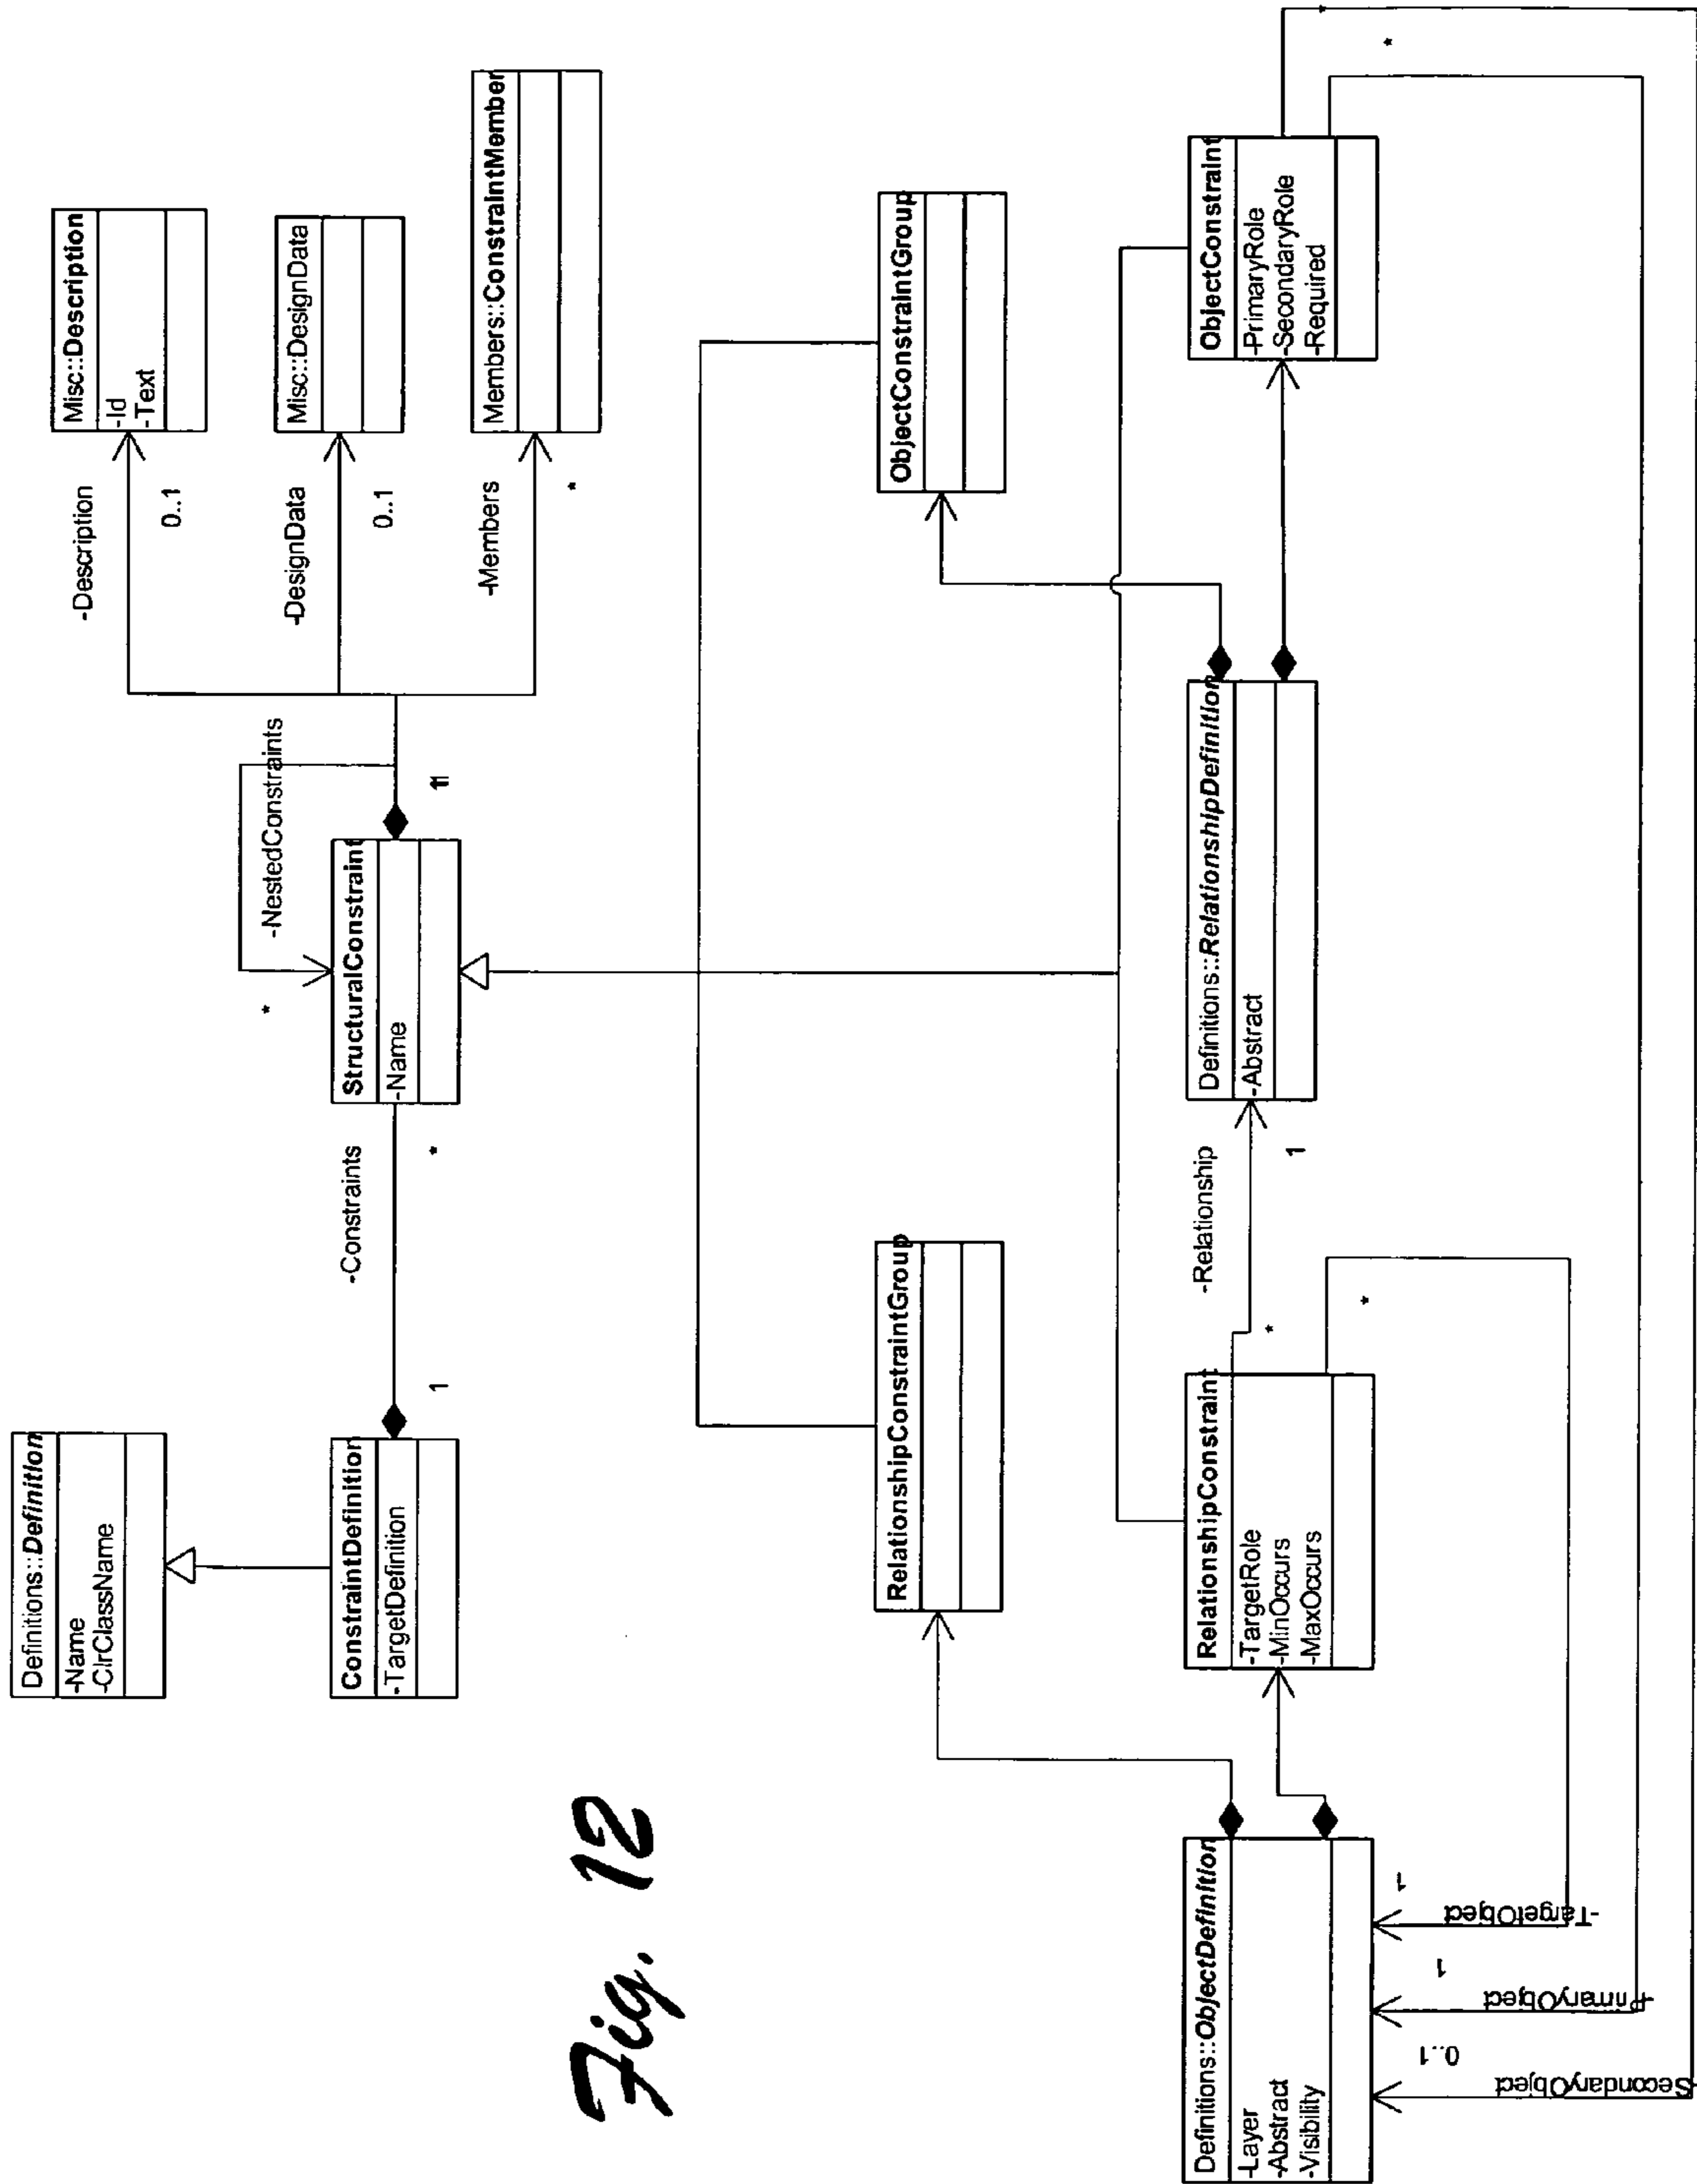 Definitions::Definition
-Name
-ClrClassName
ConstraintDefinition
-TargetDefinition
1
-Constraints
*
StructuralConstraint
-Name
-NestedConstraints
*
-Description
0..1
Misc::Description
-Id
-Text
-DesignData
0..1
Misc::DesignData
-Members
*
Members::ConstraintMember
Fig. 12
RelationshipConstraintGroup
ObjectConstraintGroup
Definitions::ObjectDefinition
-Layer
-Abstract
-Visibility
RelationshipConstraint
-TargetRole
-MinOccurs
-MaxOccurs
*
-Relationship
1
*
Definitions::RelationshipDefinition
-Abstract
ObjectConstraint
-PrimaryRole
-SecondaryRole
-Required
*
*
1
-TargetObject
1
-PrimaryObject
0..1
-SecondaryObject